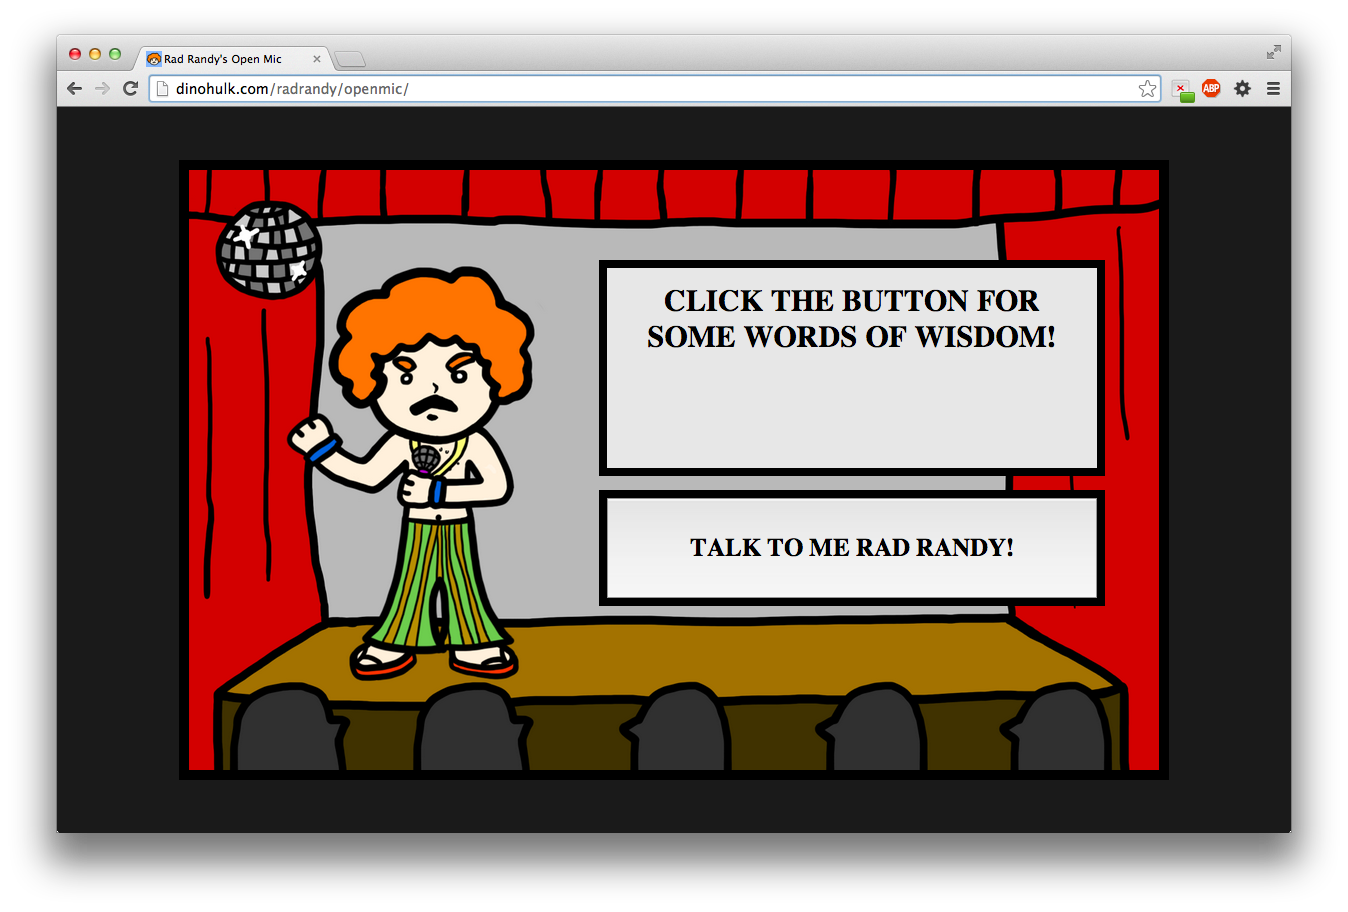 Rad Randy's Open Mic
dinohulk.com/radrandy/openmic/
ABP
CLICK THE BUTTON FOR
SOME WORDS OF WISDOM!
TALK TO ME RAD RANDY!